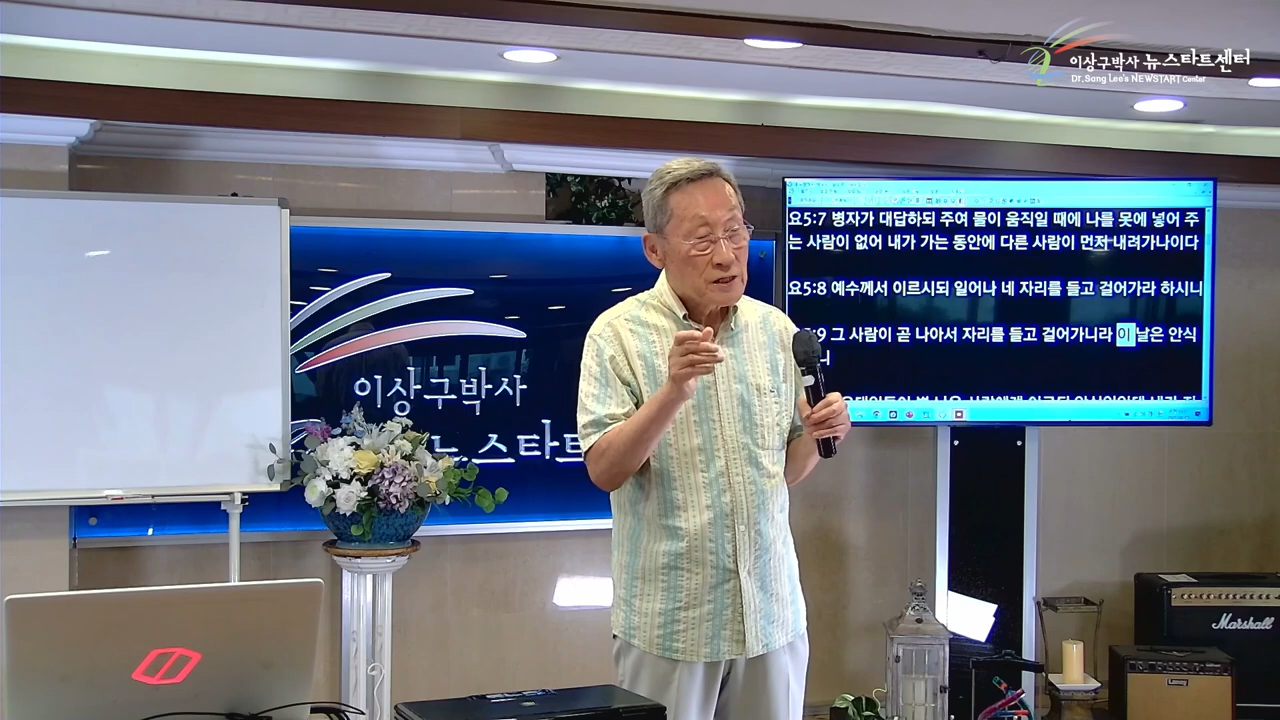 이상구박사 뉴스타트센터
Dr. Sang Lee's NEWSTART Center
요5:7 병자가 대답하되 주여 물이 움직일 때에 나를 못에 넣어 주
는 사람이 없어 내가 가는 동안에 다른 사람이 먼저 내려가나이다
요5:8 예수께서 이르시되 일어나 네 자리를 들고 걸어가라 하시니
:9 그 사람이 곧 나아서 자리를 들고 걸어가니라 이 날은 안식
니
이상구박사
뉴스타트
Marshall
Laney